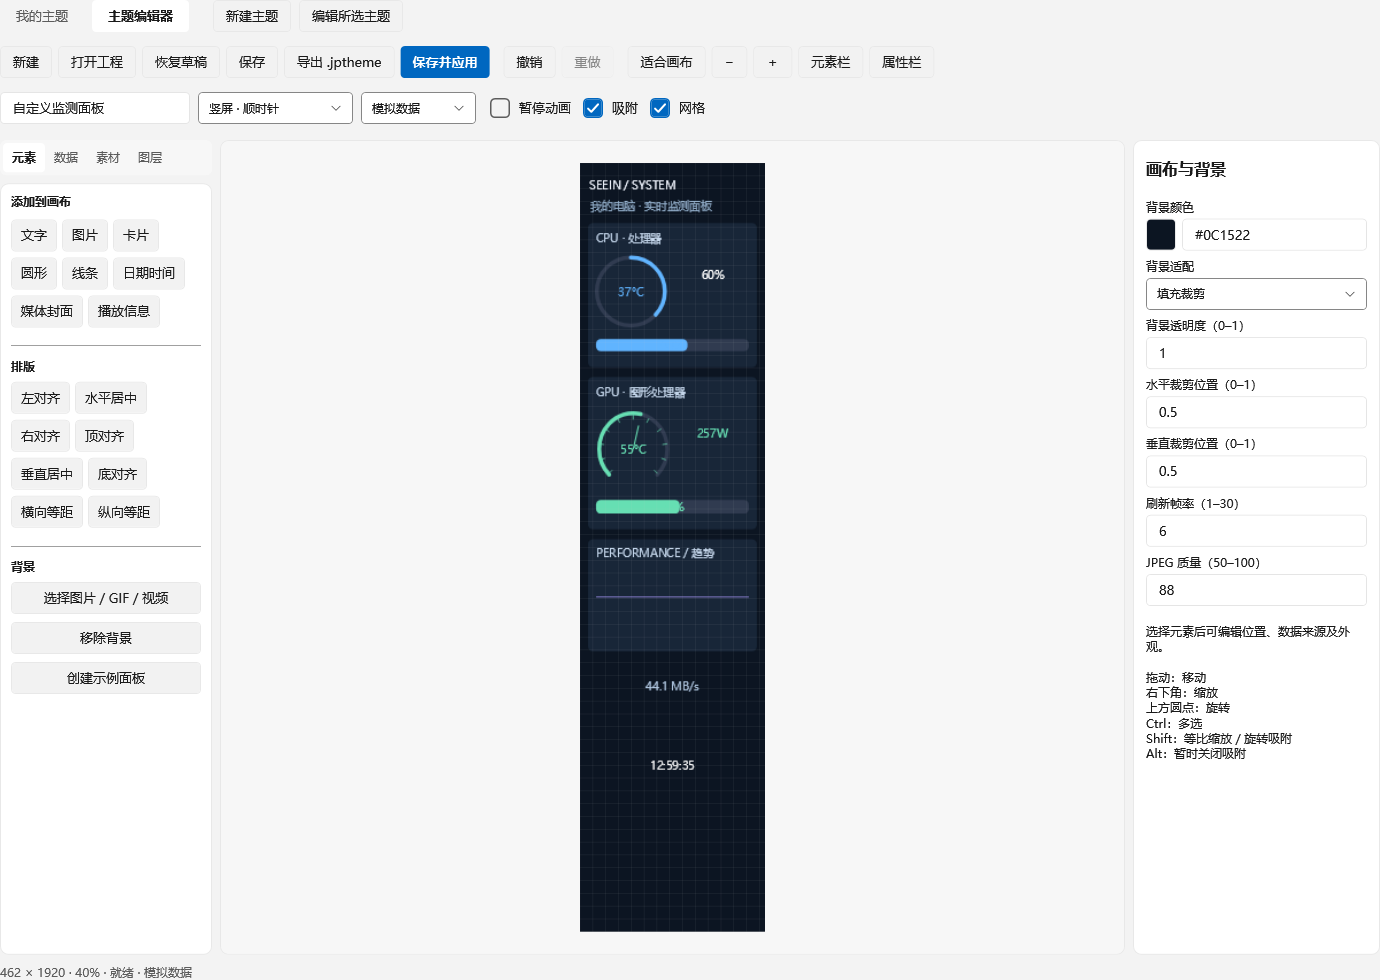 我的主题 主题编辑器 新建主题 编辑所选主题
新建 打开工程 恢复草稿 保存 导出 .jptheme 保存并应用 撤销 重做 适合画布 − + 元素栏 属性栏
自定义监测面板 竖屏 · 顺时针 模拟数据 暂停动画 吸附 网格
元素 数据 素材 图层
添加到画布
文字 图片 卡片
圆形 线条 日期时间
媒体封面 播放信息
排版
左对齐 水平居中
右对齐 顶对齐
垂直居中 底对齐
横向等距 纵向等距
背景
选择图片 / GIF / 视频
移除背景
创建示例面板
SEEIN / SYSTEM
我的电脑 · 实时监测面板
CPU · 处理器
60%
37°C
GPU · 图形处理器
257W
55°C
%
PERFORMANCE / 趋势
44.1 MB/s
12:59:35
画布与背景
背景颜色
#0C1522
背景适配
填充裁剪
背景透明度（0–1）
1
水平裁剪位置（0–1）
0.5
垂直裁剪位置（0–1）
0.5
刷新帧率（1–30）
6
JPEG 质量（50–100）
88
选择元素后可编辑位置、数据来源及外
观。
拖动：移动
右下角：缩放
上方圆点：旋转
Ctrl：多选
Shift：等比缩放 / 旋转吸附
Alt：暂时关闭吸附
462 × 1920 · 40% · 就绪 · 模拟数据